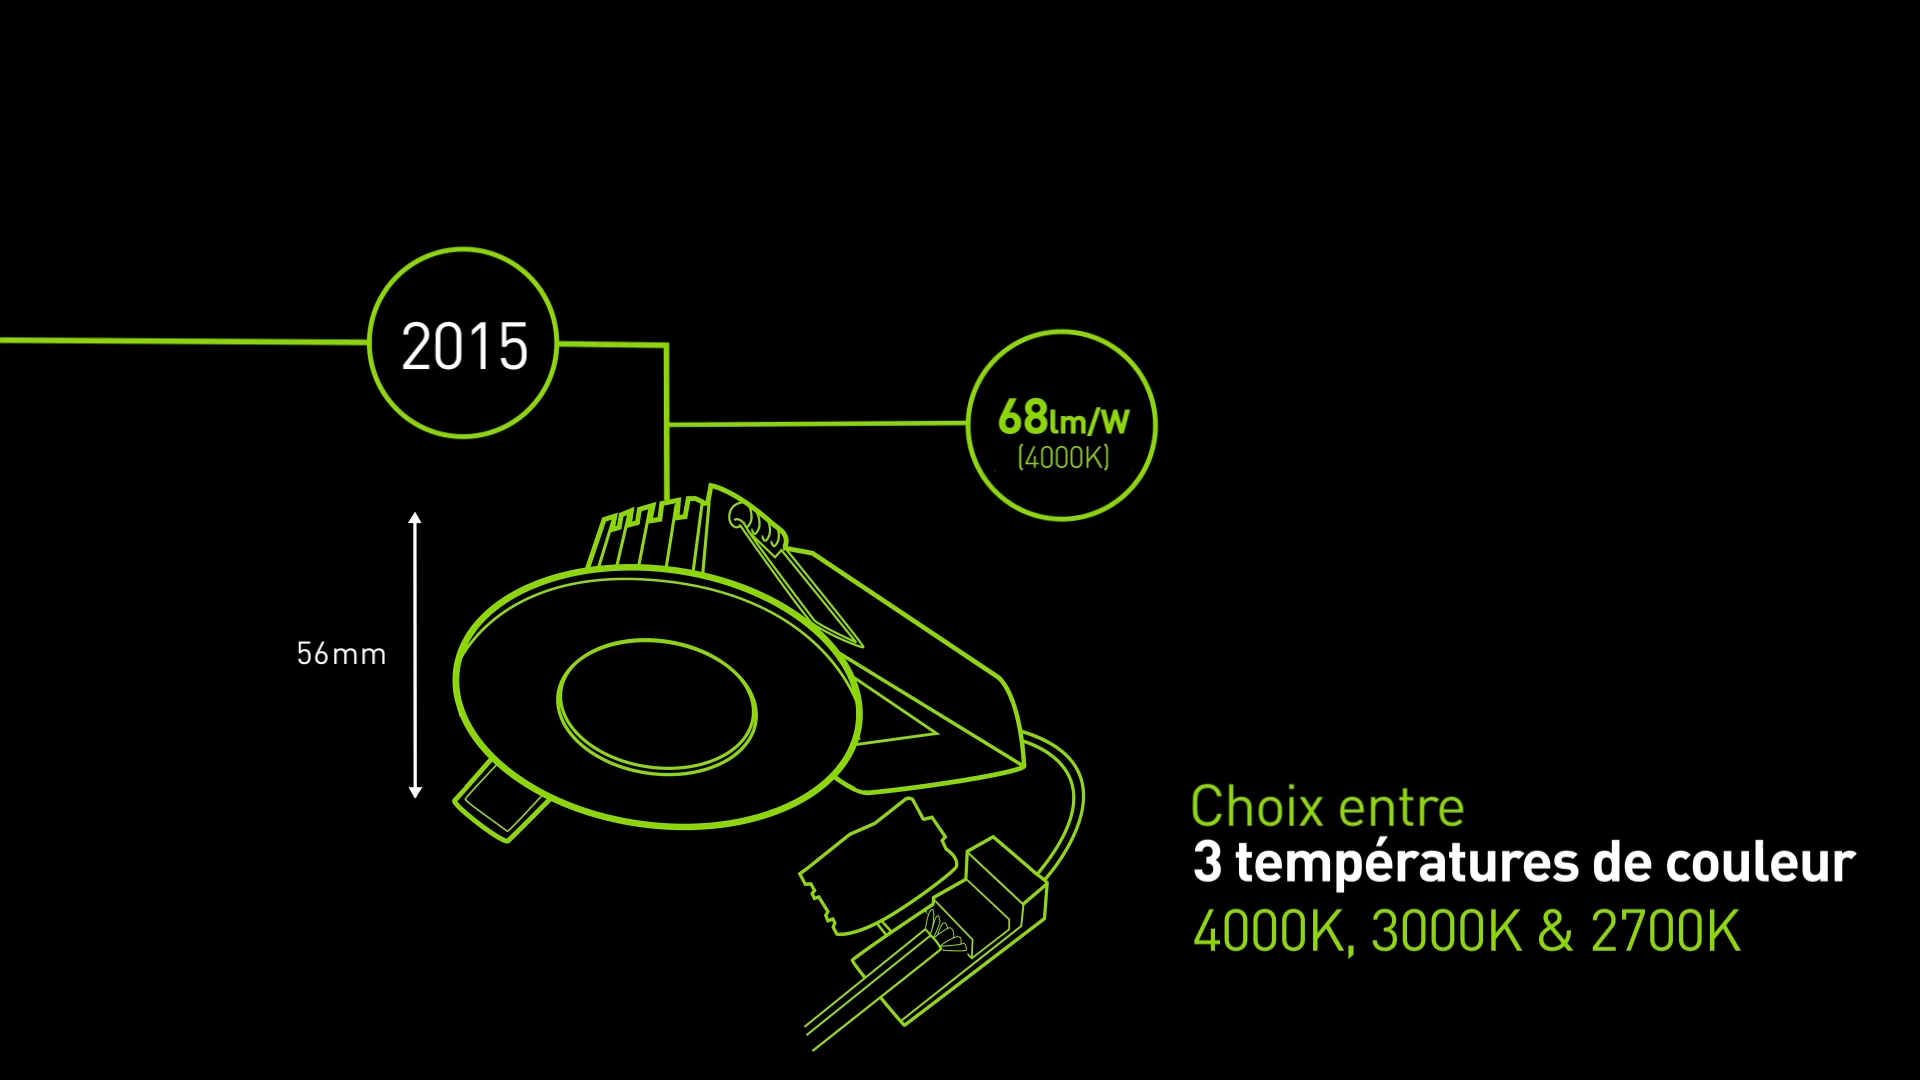 2015
68lm/W
(4000K)
56mm
Choix entre
3 températures de couleur
4000K, 3000K & 2700K